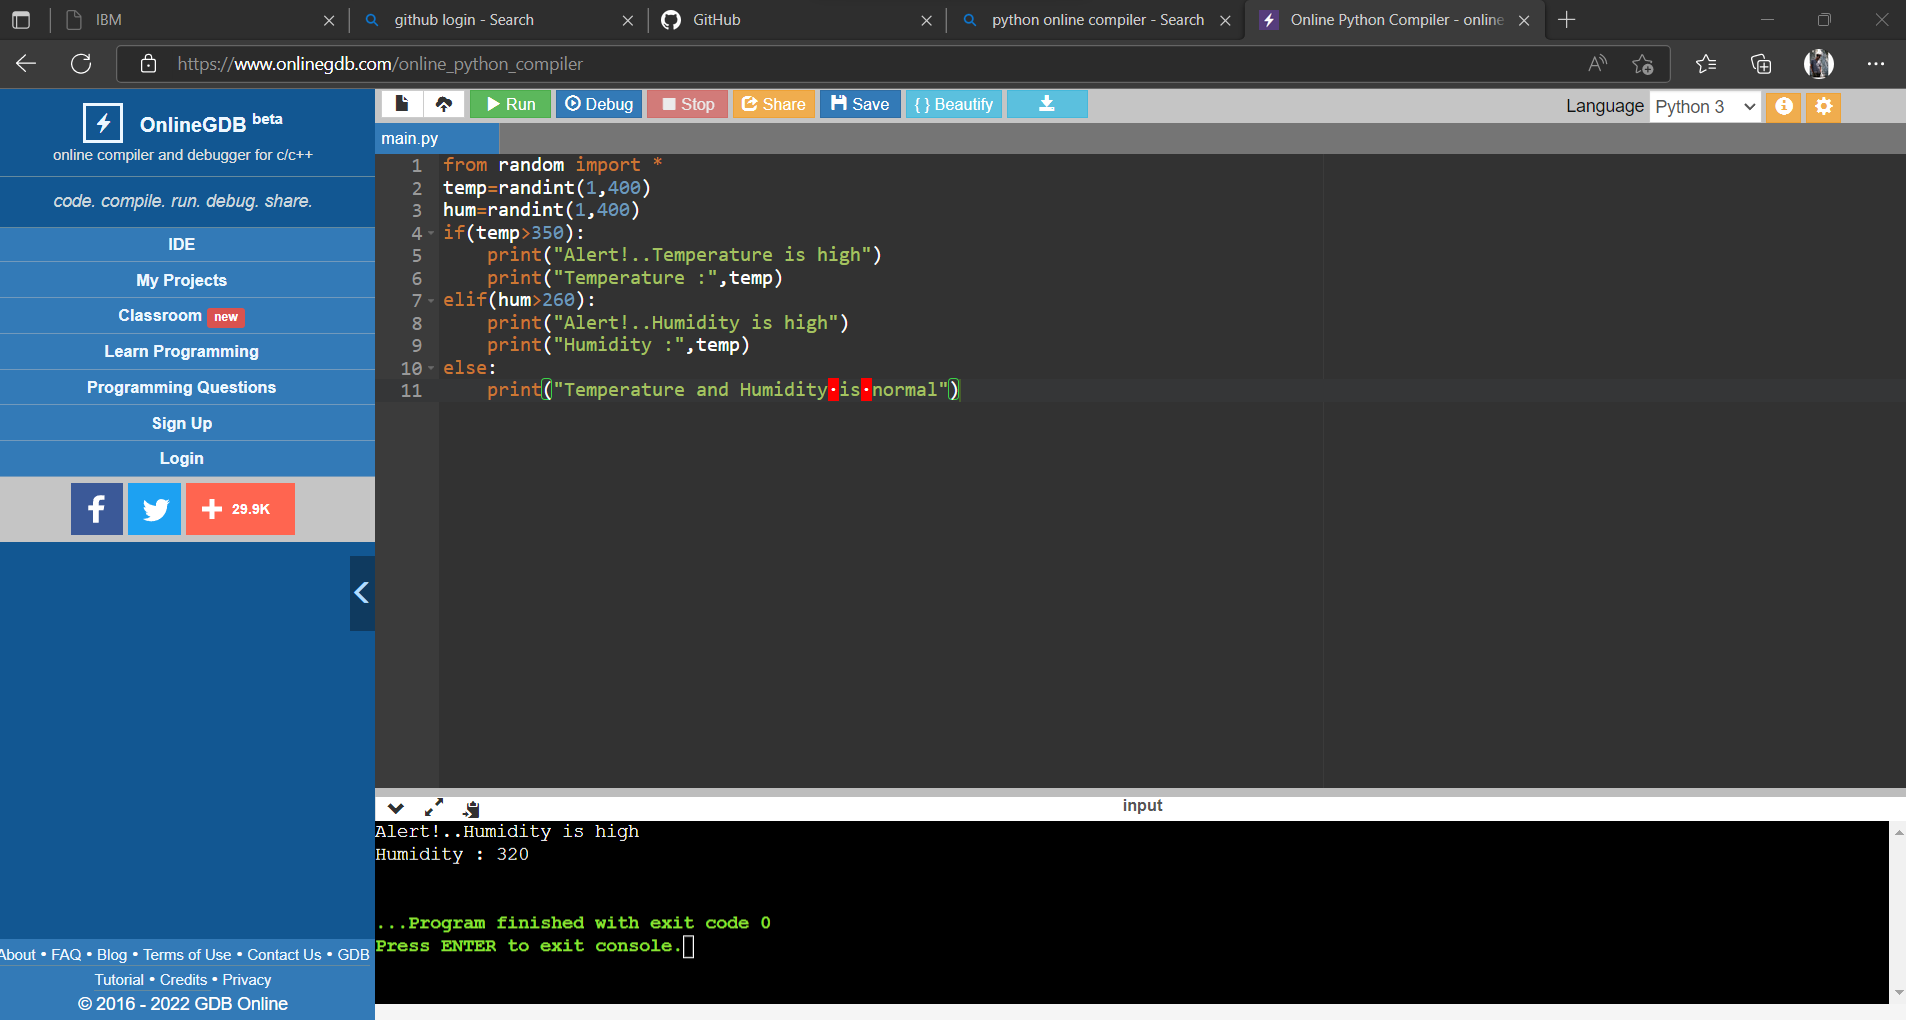 IBM
github login - Search
GitHub
python online compiler - Search
Online Python Compiler - online
https://www.onlinegdb.com/online_python_compiler
OnlineGDB beta
online compiler and debugger for c/c++
code. compile. run. debug. share.
IDE
My Projects
Classroom new
Learn Programming
Programming Questions
Sign Up
Login
29.9K
About • FAQ • Blog • Terms of Use • Contact Us • GDB
Tutorial • Credits • Privacy
© 2016 - 2022 GDB Online
Run Debug Stop Share Save { } Beautify
Language Python 3
main.py
1 from random import *
2 temp=randint(1,400)
3 hum=randint(1,400)
4 if(temp>350):
5     print("Alert!..Temperature is high")
6     print("Temperature :",temp)
7 elif(hum>260):
8     print("Alert!..Humidity is high")
9     print("Humidity :",temp)
10 else:
11     print("Temperature and Humidity·is·normal")
input
Alert!..Humidity is high
Humidity : 320
...Program finished with exit code 0
Press ENTER to exit console.